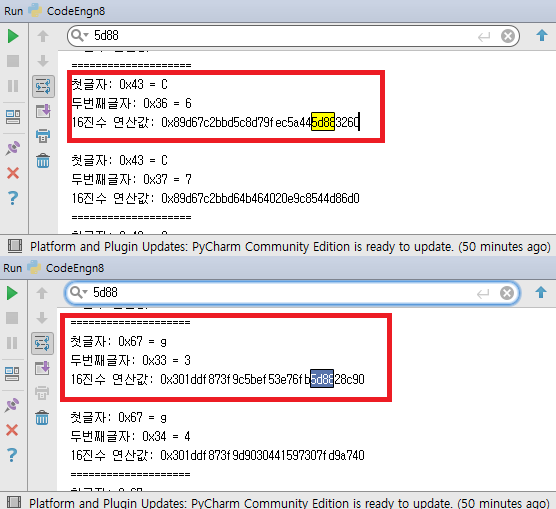 Run CodeEngn8
5d88
====================
첫글자: 0x43 = C
두번째글자: 0x36 = 6
16진수 연산값: 0x89d67c2bbd5c8d79fec5a445d883260
첫글자: 0x43 = C
두번째글자: 0x37 = 7
16진수 연산값: 0x89d67c2bbd64b464020e9c8544d86d0
====================
Platform and Plugin Updates: PyCharm Community Edition is ready to update. (50 minutes ago)
Run CodeEngn8
5d88
====================
첫글자: 0x67 = g
두번째글자: 0x33 = 3
16진수 연산값: 0x301ddf873f9c5bef53e76fb5d8828c90
첫글자: 0x67 = g
두번째글자: 0x34 = 4
16진수 연산값: 0x301ddf873f9d9030441597307fd9a740
====================
Platform and Plugin Updates: PyCharm Community Edition is ready to update. (50 minutes ago)